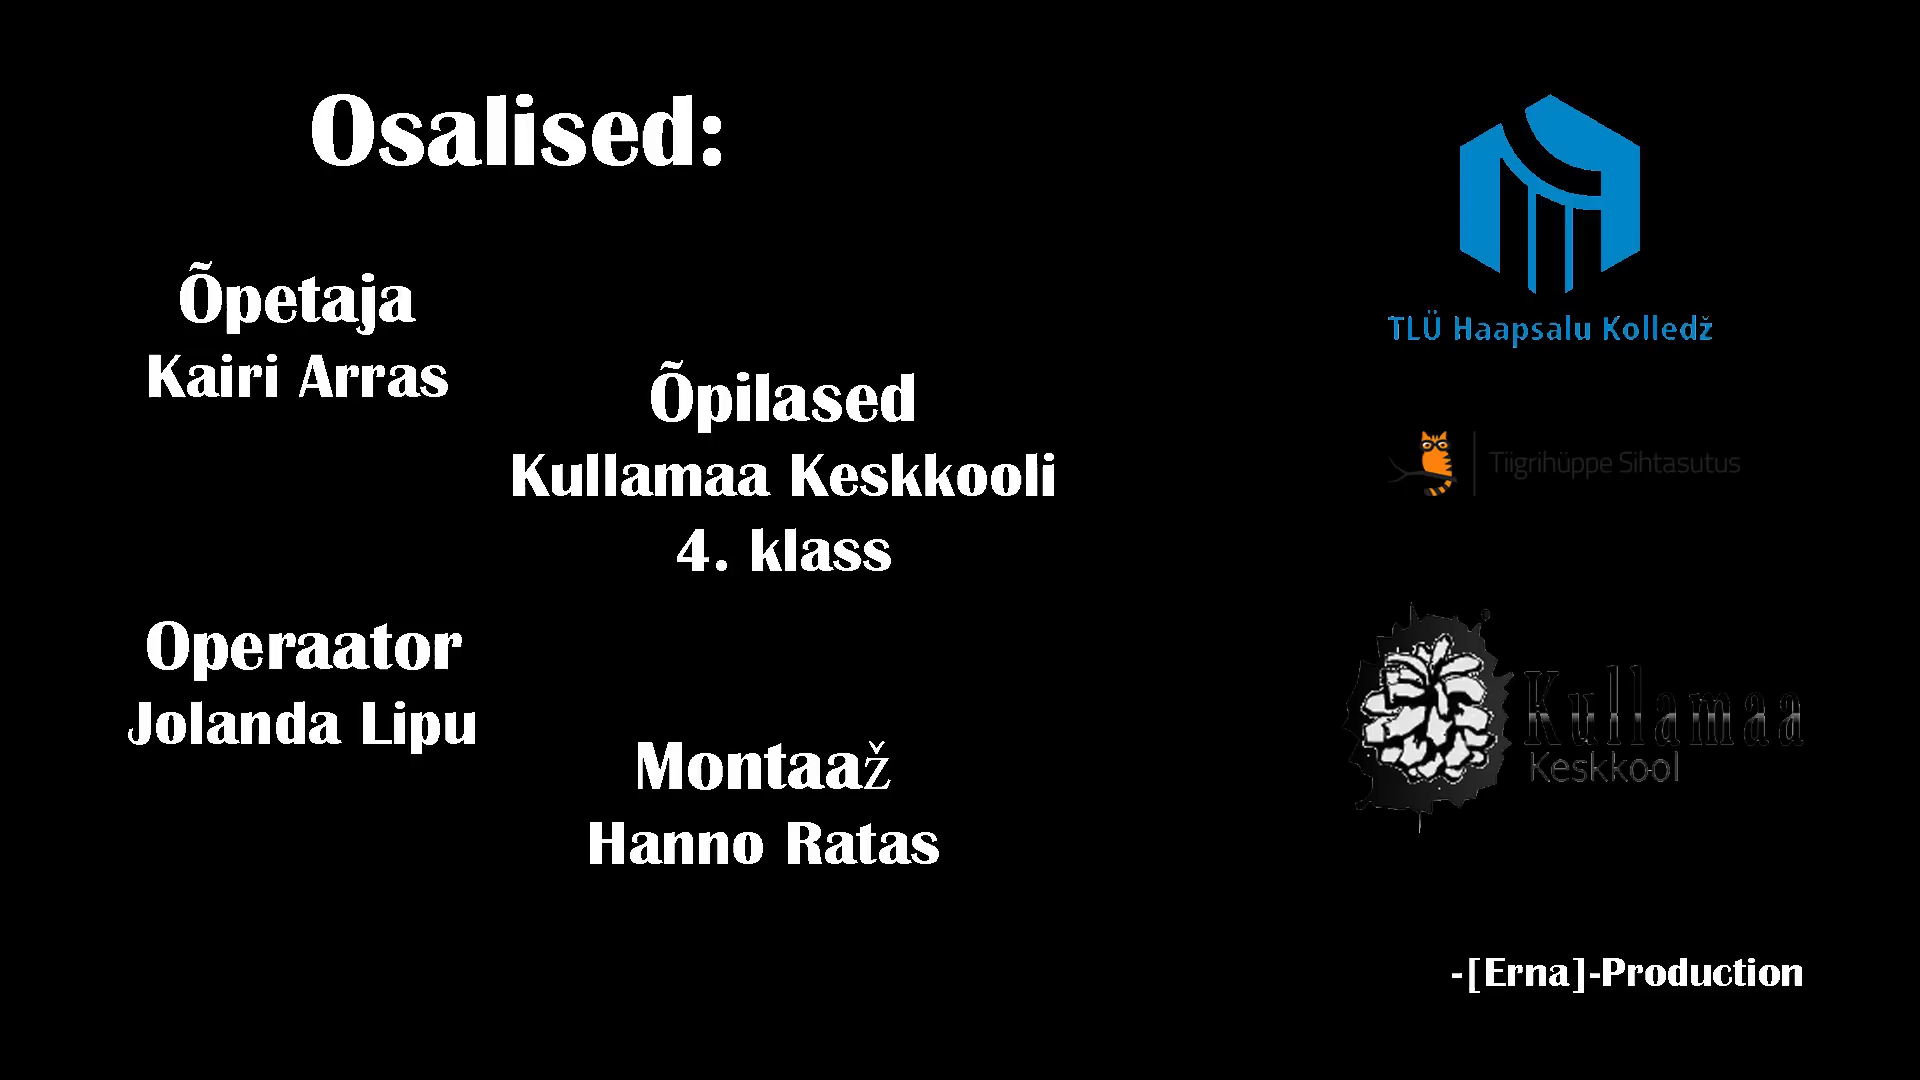 Osalised:
Õpetaja
Kairi Arras
Õpilased
Kullamaa Keskkooli
4. klass
Operaator
Jolanda Lipu
Montaaž
Hanno Ratas
TLÜ Haapsalu Kolledž
Tiigrihüppe Sihtasutus
Kullamaa
Keskkool
-[Erna]-Production